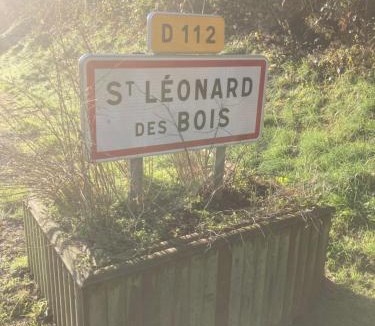 D 112
ST LÉONARD
DES BOIS